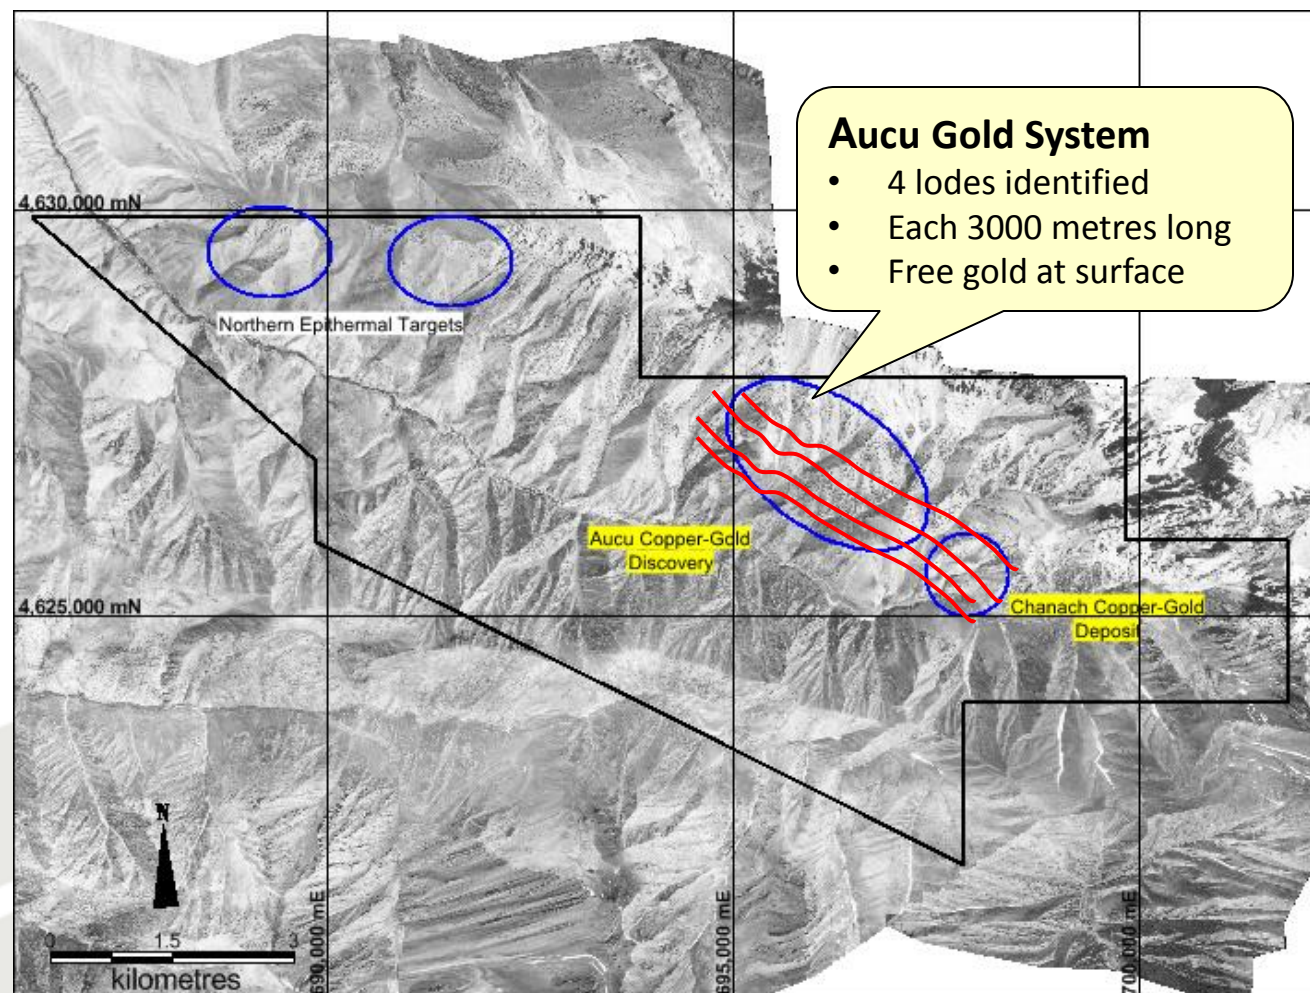 Aucu Gold System
• 4 lodes identified
• Each 3000 metres long
• Free gold at surface
4,630,000 mN
Northern Epithermal Targets
Aucu Copper-Gold
Discovery
4,625,000 mN
Chanach Copper-Gold
Deposit
N
0 1.5 3
kilometres
690,000 mE
695,000 mE
700,000 mE